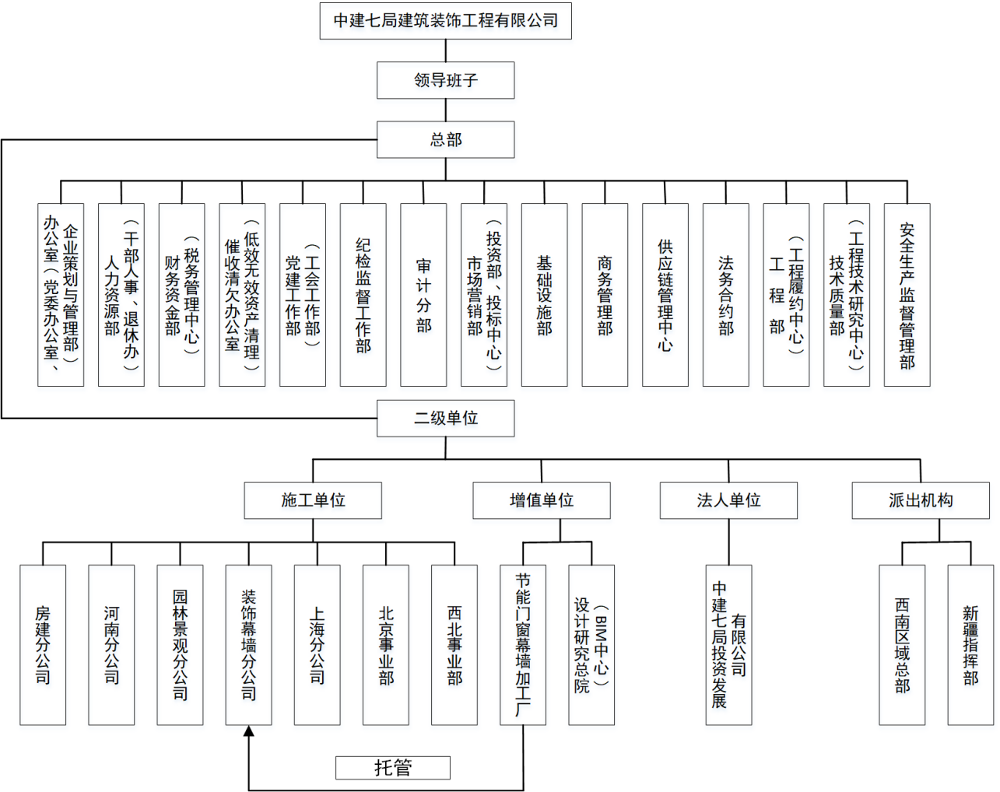 中建七局建筑装饰工程有限公司
领导班子
总部
办公室（党委办公室、
企业策划与管理部）
人力资源部
（干部人事、退休办）
财务资金部
（税务管理中心）
催收清欠办公室
（低效无效资产清理）
党建工作部
（工会工作部）
纪检监督工作部
审计分部
市场营销部
（投资部、投标中心）
基础设施部
商务管理部
供应链管理中心
法务合约部
工程部
（工程履约中心）
技术质量部
（工程技术研究中心）
安全生产监督管理部
二级单位
施工单位
增值单位
法人单位
派出机构
房建分公司
河南分公司
园林景观分公司
装饰幕墙分公司
上海分公司
北京事业部
西北事业部
节能门窗幕墙加工厂
设计研究总院
（BIM中心）
中建七局投资发展
有限公司
西南区域总部
新疆指挥部
托管